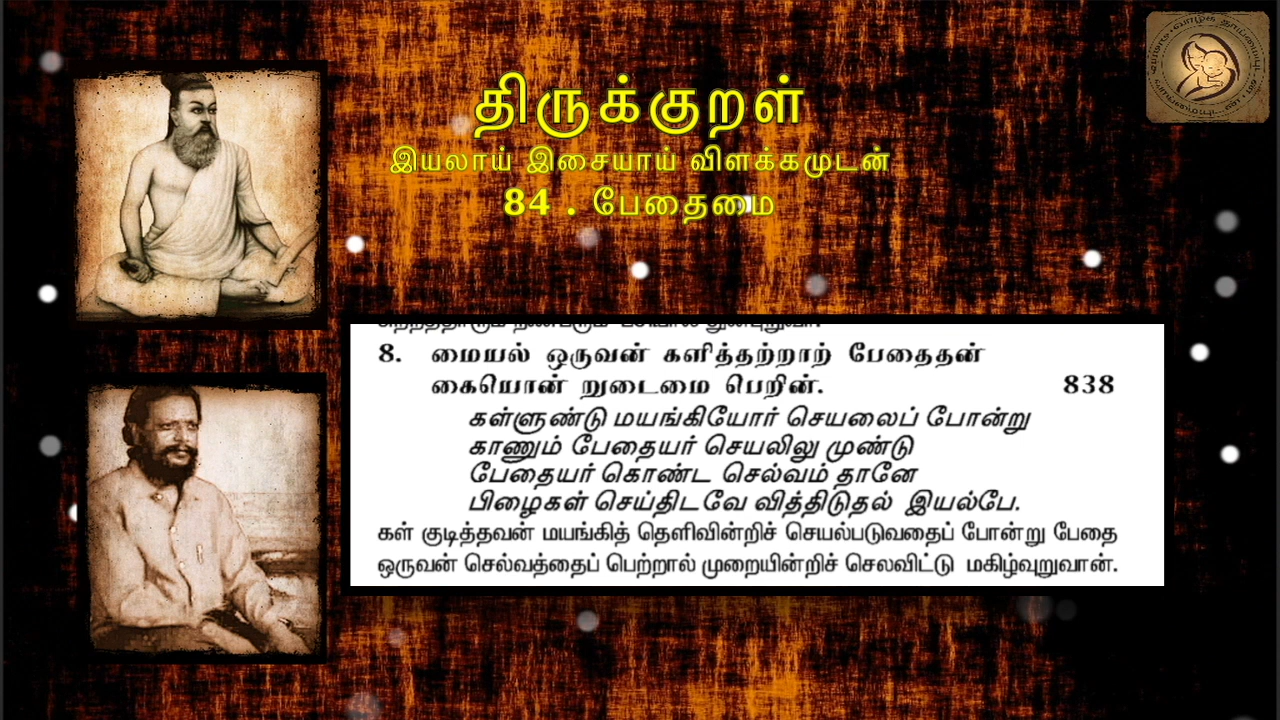 திருக்குறள்
இயலாய் இசையாய் விளக்கமுடன்
84 . பேதைமை
8. மையல் ஒருவன் களித்தற்றாற் பேதைதன்
கையொன் றுடைமை பெறின். 838
கள்ளுண்டு மயங்கியோர் செயலைப் போன்று
காணும் பேதையர் செயலிலு முண்டு
பேதையர் கொண்ட செல்வம் தானே
பிழைகள் செய்திடவே வித்திடுதல் இயல்பே.
கள் குடித்தவன் மயங்கித் தெளிவின்றிச் செயல்படுவதைப் போன்று பேதை
ஒருவன் செல்வத்தைப் பெற்றால் முறையின்றிச் செலவிட்டு மகிழ்வுறுவான்.